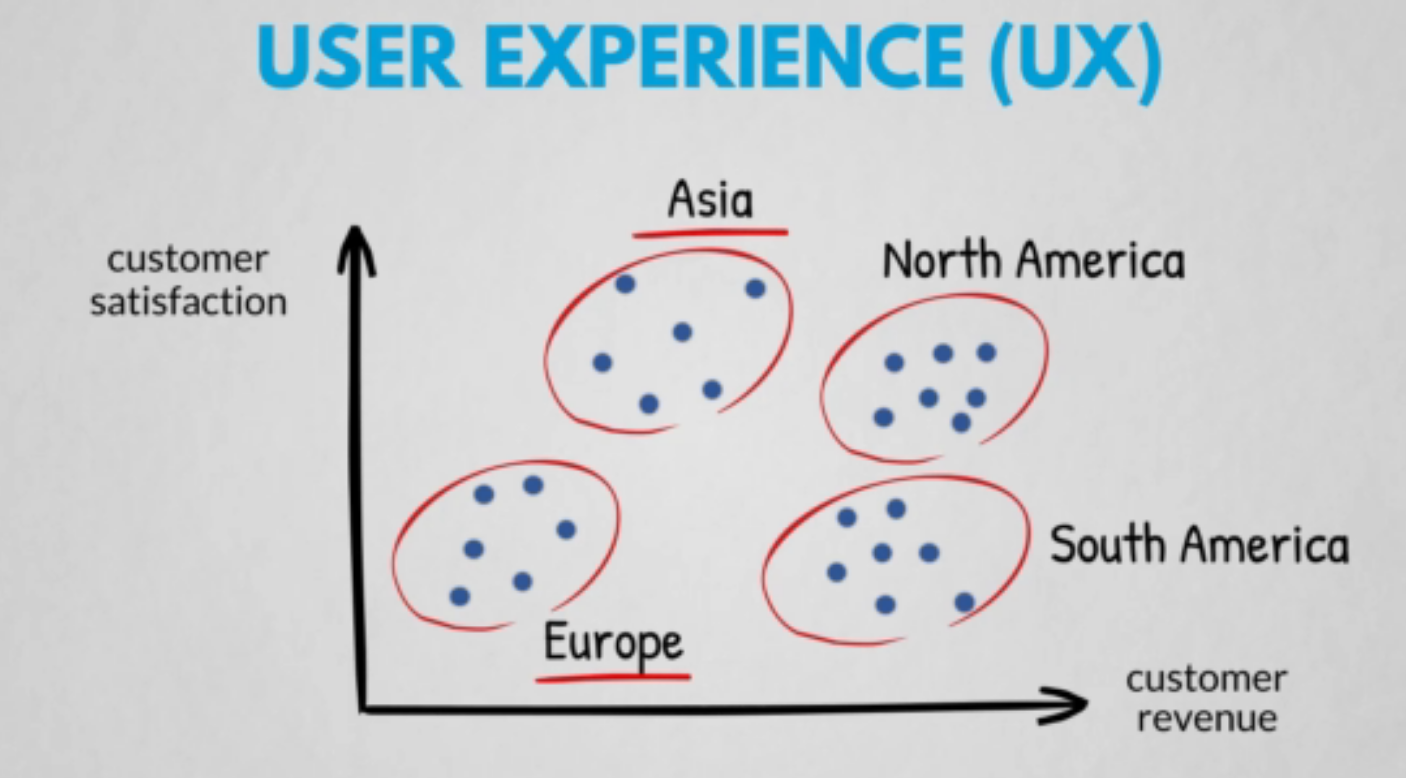 USER EXPERIENCE (UX)
Asia
customer
satisfaction
North America
South America
Europe
customer
revenue